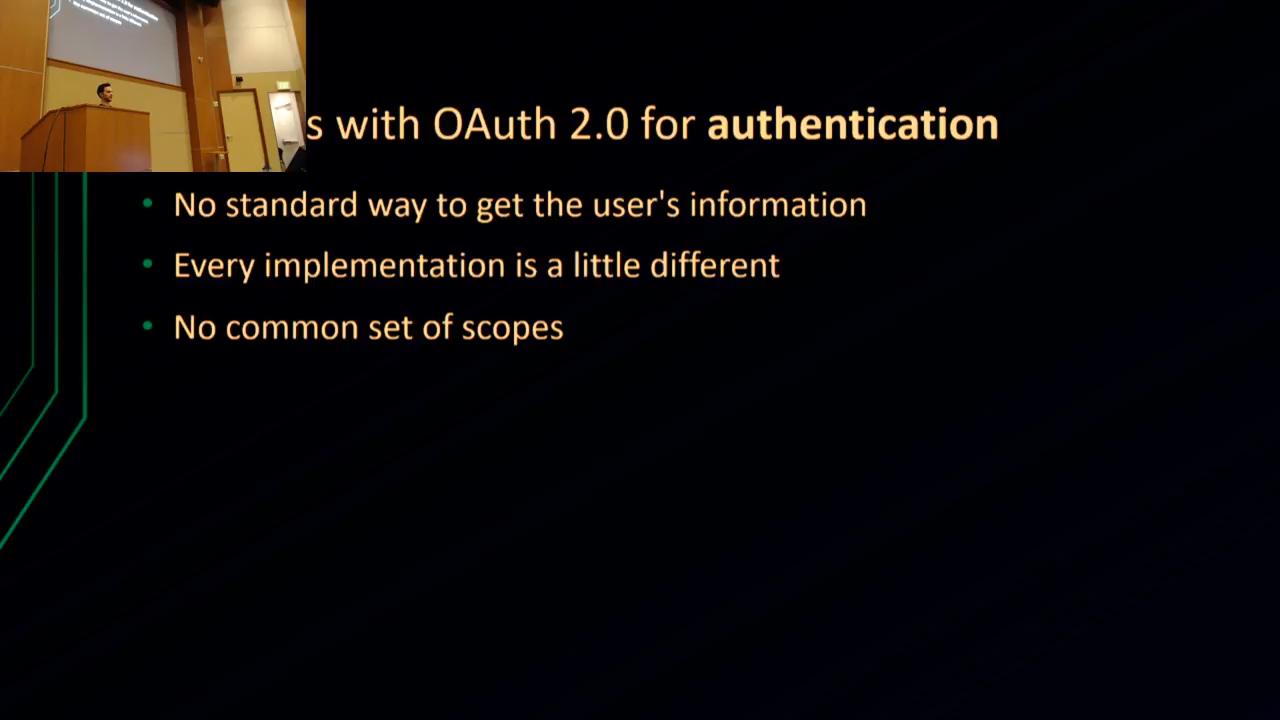 s with OAuth 2.0 for authentication
No standard way to get the user's information
Every implementation is a little different
No common set of scopes